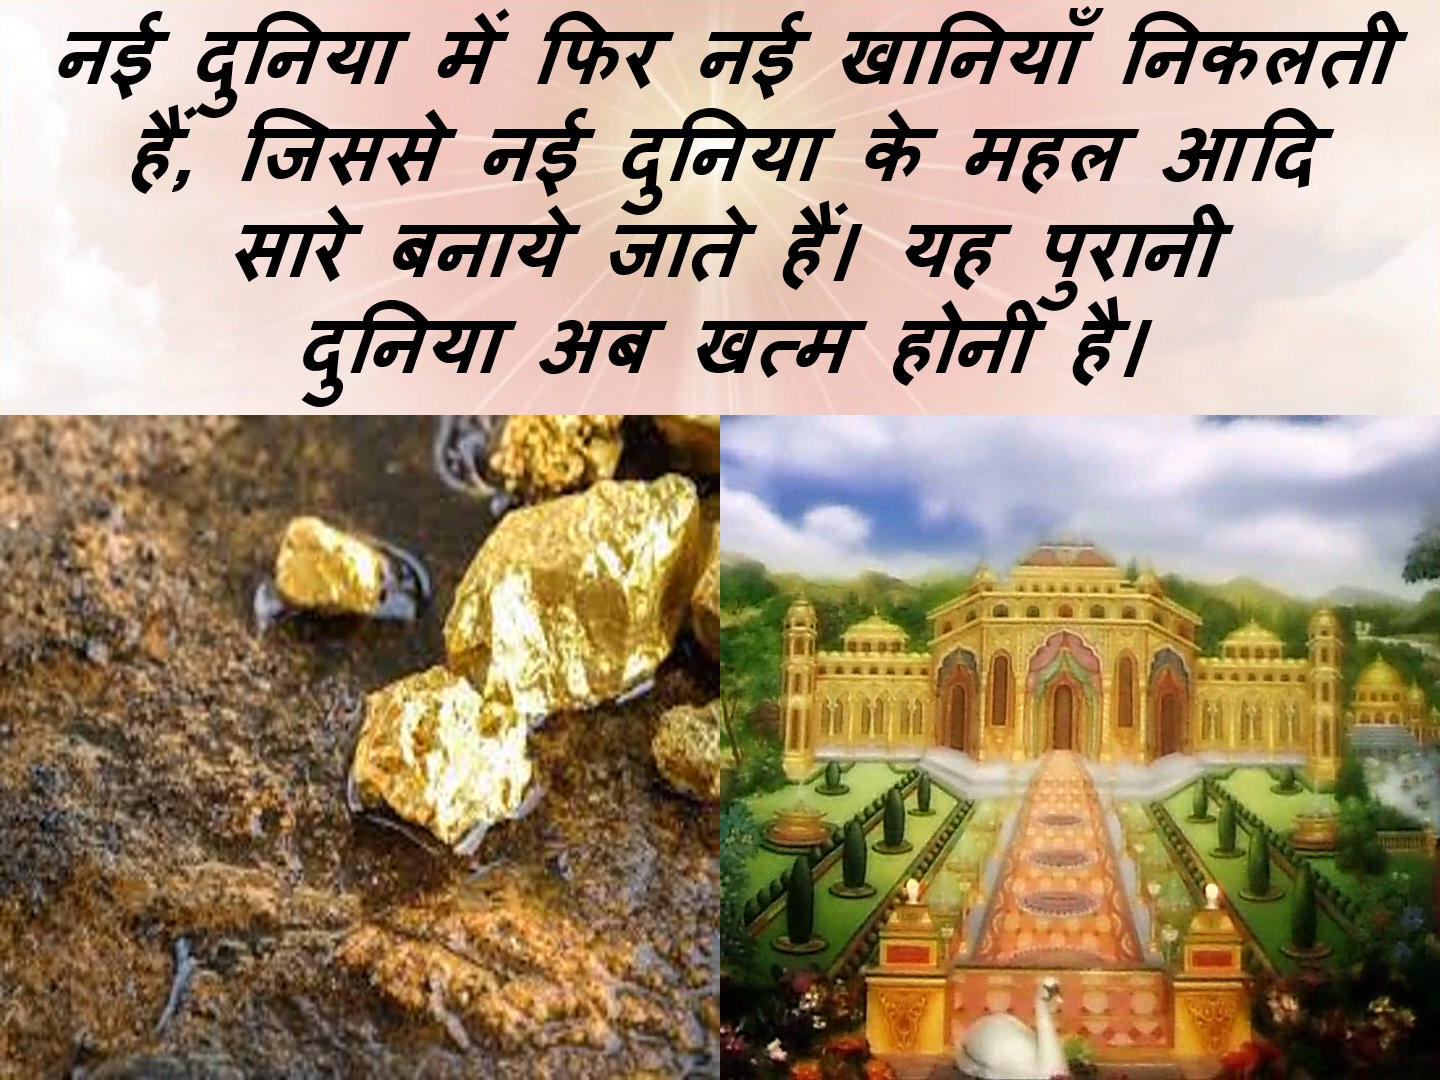 नई दुनिया में फिर नई खानियाँ निकलती
हैं, जिससे नई दुनिया के महल आदि
सारे बनाये जाते हैं। यह पुरानी
दुनिया अब खत्म होनी है।